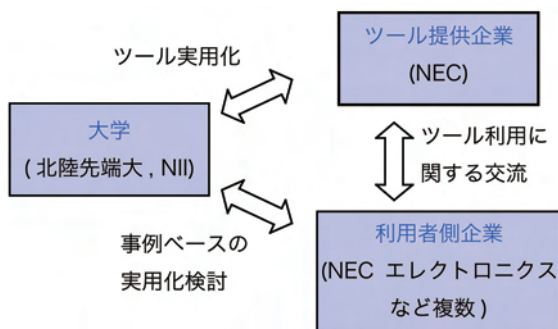 ツール実用化
ツール提供企業
(NEC)
大学
(北陸先端大, NII)
ツール利用に
関する交流
事例ベースの
実用化検討
利用者側企業
(NEC エレクトロニクス
など複数)